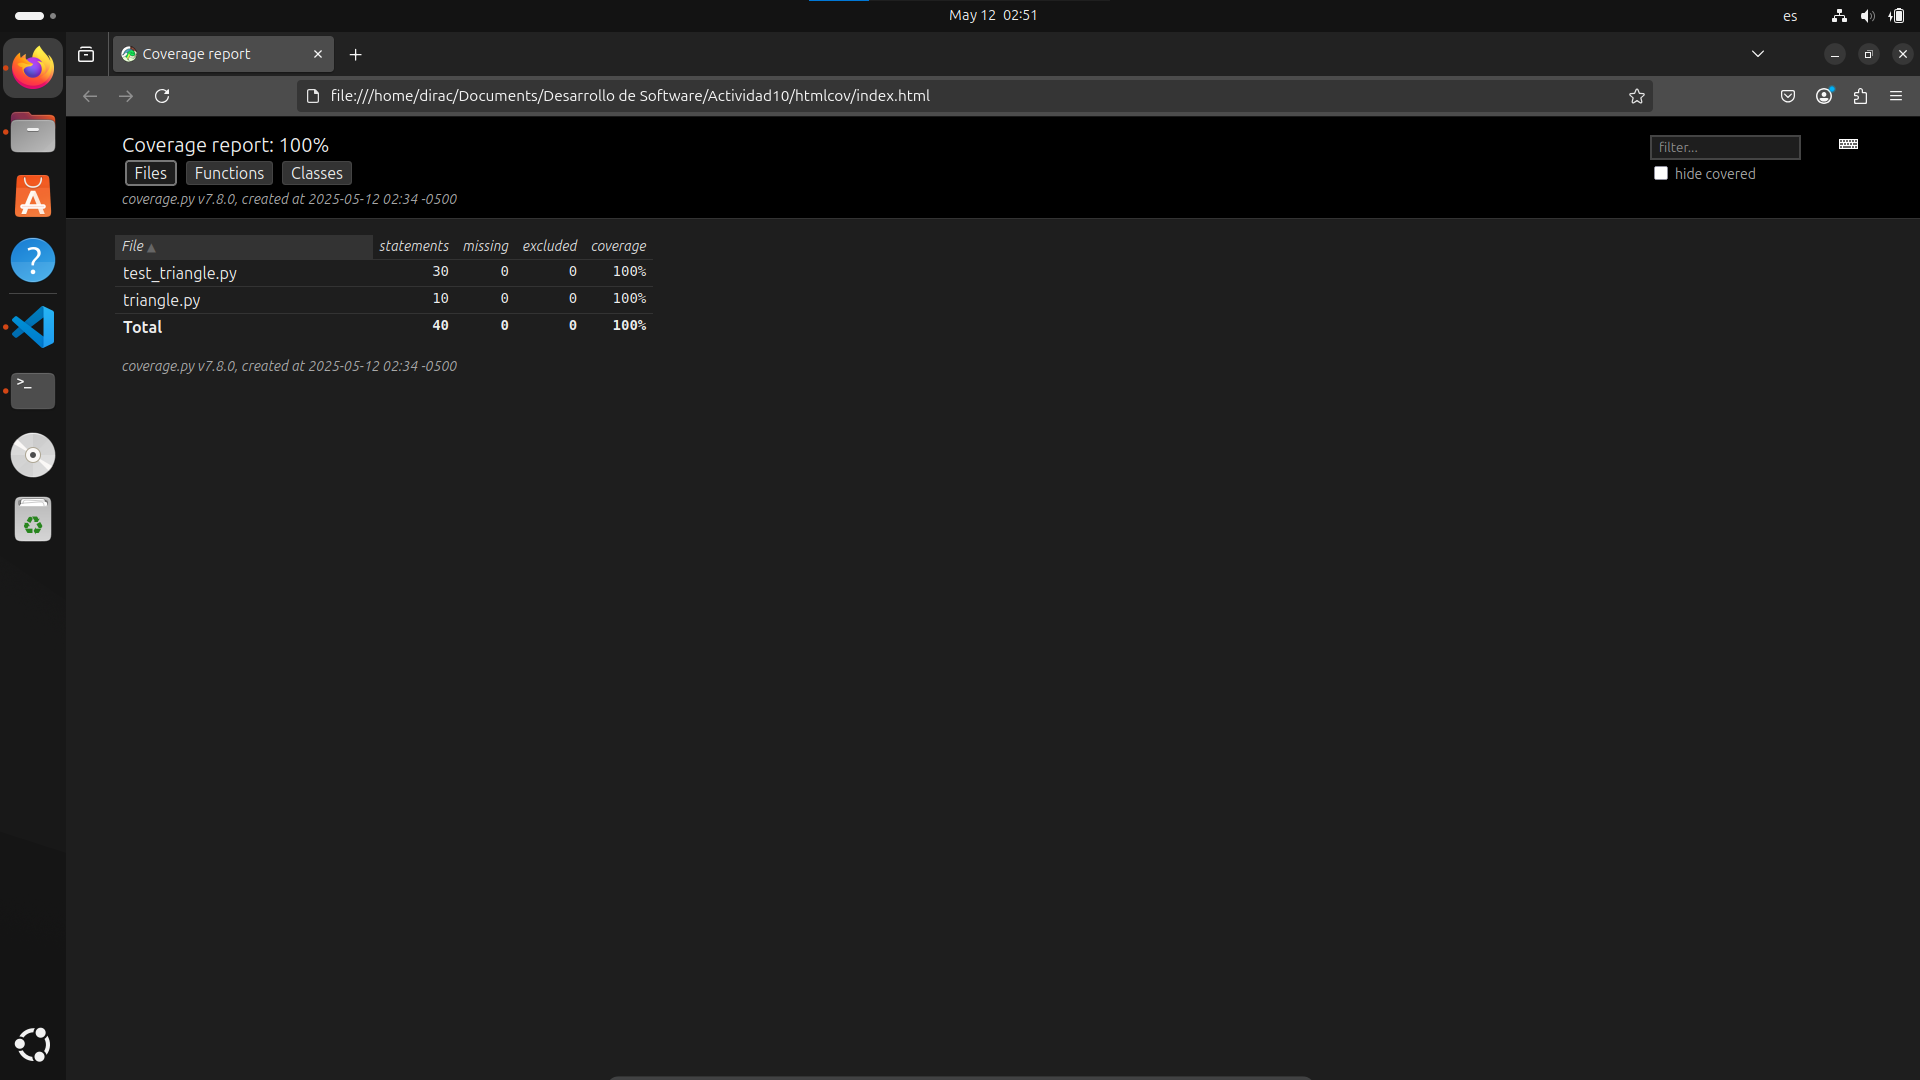 May 12 02:51
es
Coverage report
file:///home/dirac/Documents/Desarrollo de Software/Actividad10/htmlcov/index.html
Coverage report: 100%
filter...
Files Functions Classes
hide covered
coverage.py v7.8.0, created at 2025-05-12 02:34 -0500
File statements missing excluded coverage
test_triangle.py 30 0 0 100%
triangle.py 10 0 0 100%
Total 40 0 0 100%
coverage.py v7.8.0, created at 2025-05-12 02:34 -0500